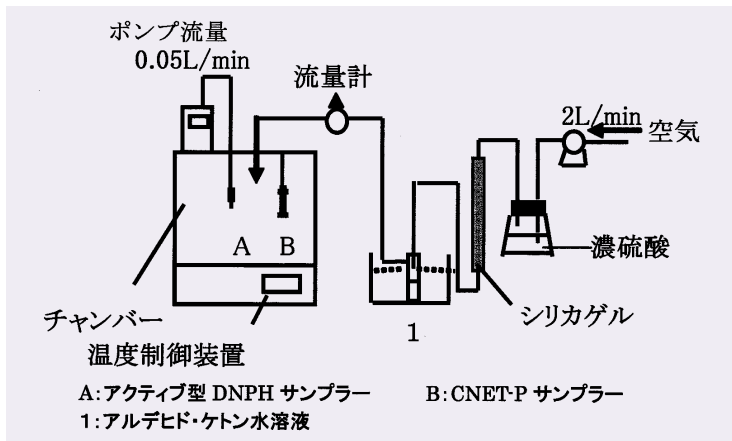 ポンプ流量
0.05L/min
流量計
2L/min
空気
A
B
濃硫酸
シリカゲル
1
チャンバー
温度制御装置
A:アクティブ型 DNPH サンプラー
B:CNET-P サンプラー
1:アルデヒド・ケトン水溶液